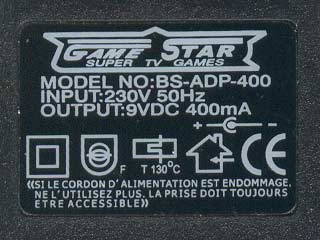 GAME STAR
SUPER TV GAMES
MODEL NO:BS-ADP-400
INPUT:230V 50Hz
OUTPUT:9VDC 400mA
+ -
F T 130°C CE
«SI LE CORDON D'ALIMENTATION EST ENDOMMAGE,
NE L'UTILISEZ PLUS, LA PRISE DOIT TOUJOURS
ETRE ACCESSIBLE»